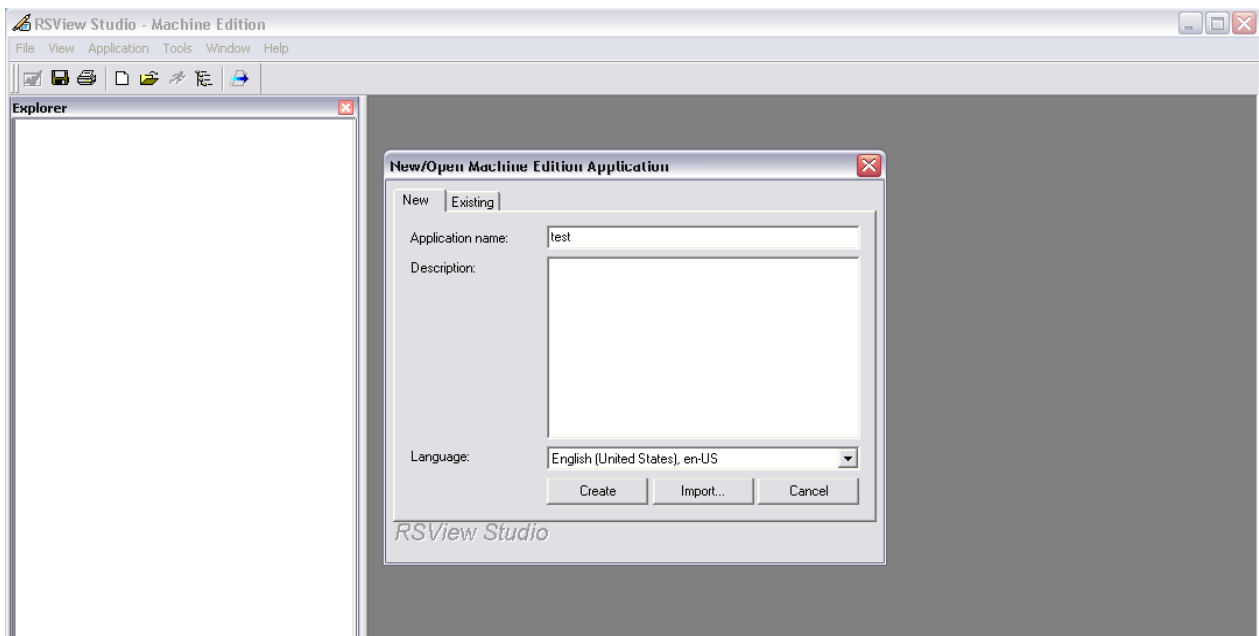 RSView Studio - Machine Edition
File View Application Tools Window Help
Explorer
New/Open Machine Edition Application
New Existing
Application name: test
Description:
Language: English (United States), en-US
Create Import... Cancel
RSView Studio